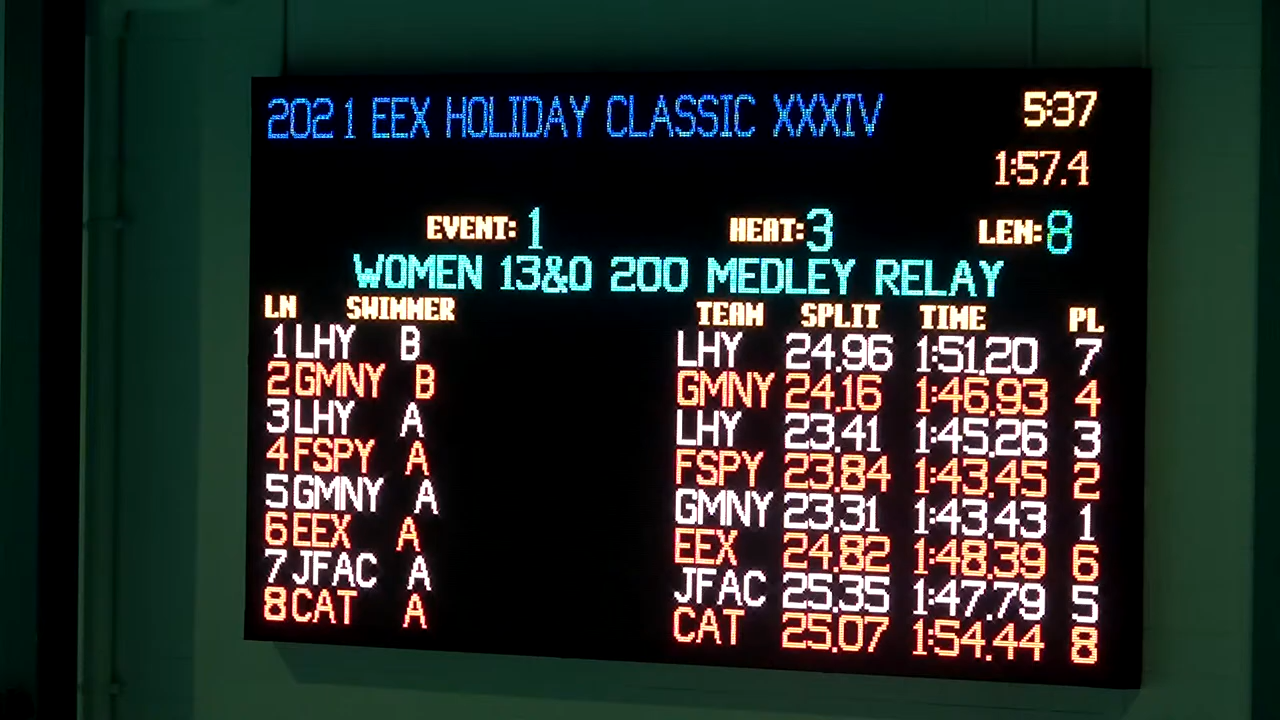 2021 EEX HOLIDAY CLASSIC XXXIV 5:37
1:57.4
EVENT: 1 HEAT: 3 LEN: 8
WOMEN 13&O 200 MEDLEY RELAY
LN SWIMMER TEAM SPLIT TIME PL
1 LHY B LHY 24.96 1:51.20 7
2 GMNY B GMNY 24.16 1:46.93 4
3 LHY A LHY 23.41 1:45.26 3
4 FSPY A FSPY 23.84 1:43.45 2
5 GMNY A GMNY 23.31 1:43.43 1
6 EEX A EEX 24.82 1:48.39 6
7 JFAC A JFAC 25.35 1:47.79 5
8 CAT A CAT 25.07 1:54.44 8